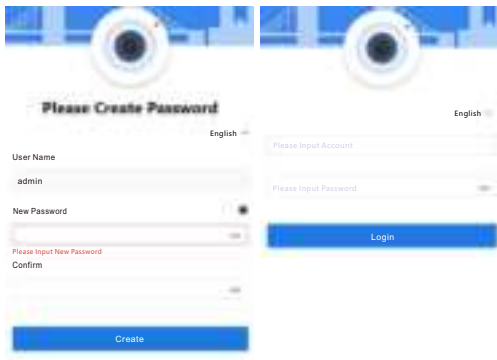 Please Create Password
English
User Name
admin
New Password
Please Input New Password
Confirm
Create
English
Please Input Account
Please Input Password
Login